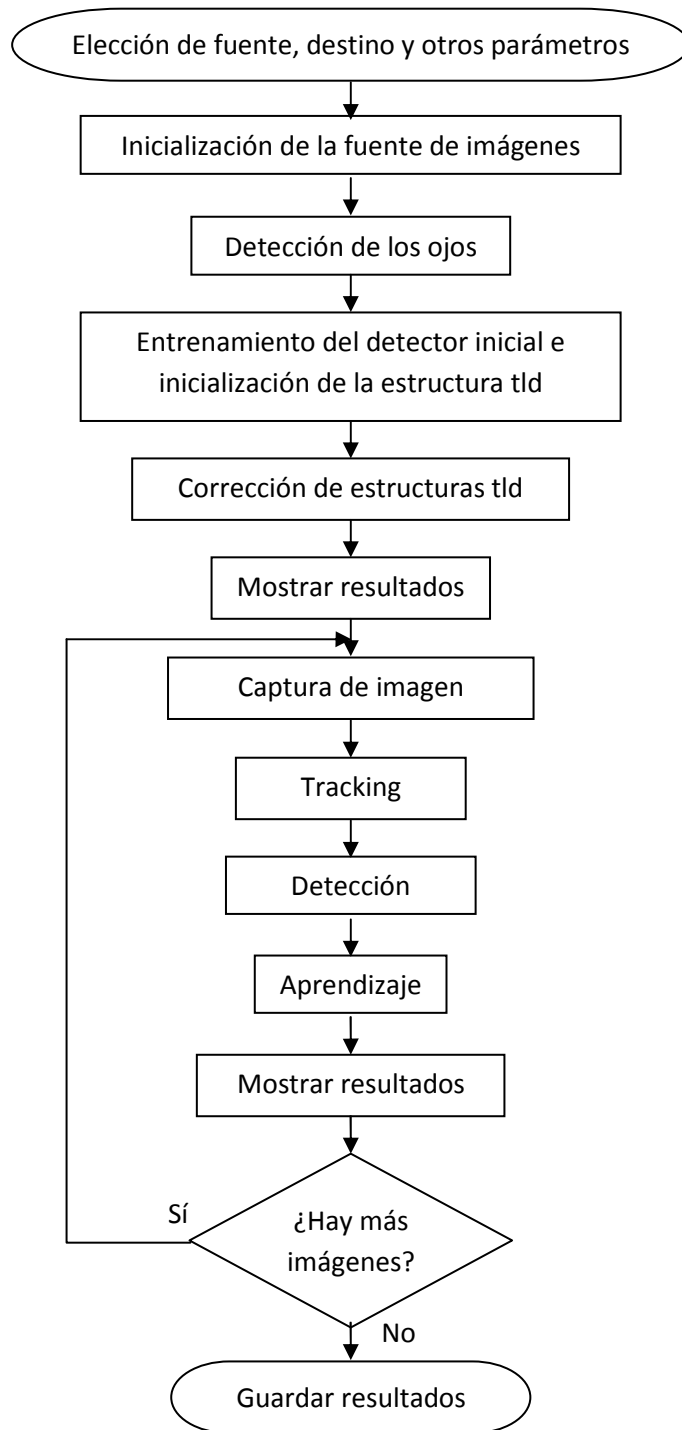 Elección de fuente, destino y otros parámetros
Inicialización de la fuente de imágenes
Detección de los ojos
Entrenamiento del detector inicial e
inicialización de la estructura tld
Corrección de estructuras tld
Mostrar resultados
Captura de imagen
Tracking
Detección
Aprendizaje
Mostrar resultados
Sí
¿Hay más
imágenes?
No
Guardar resultados